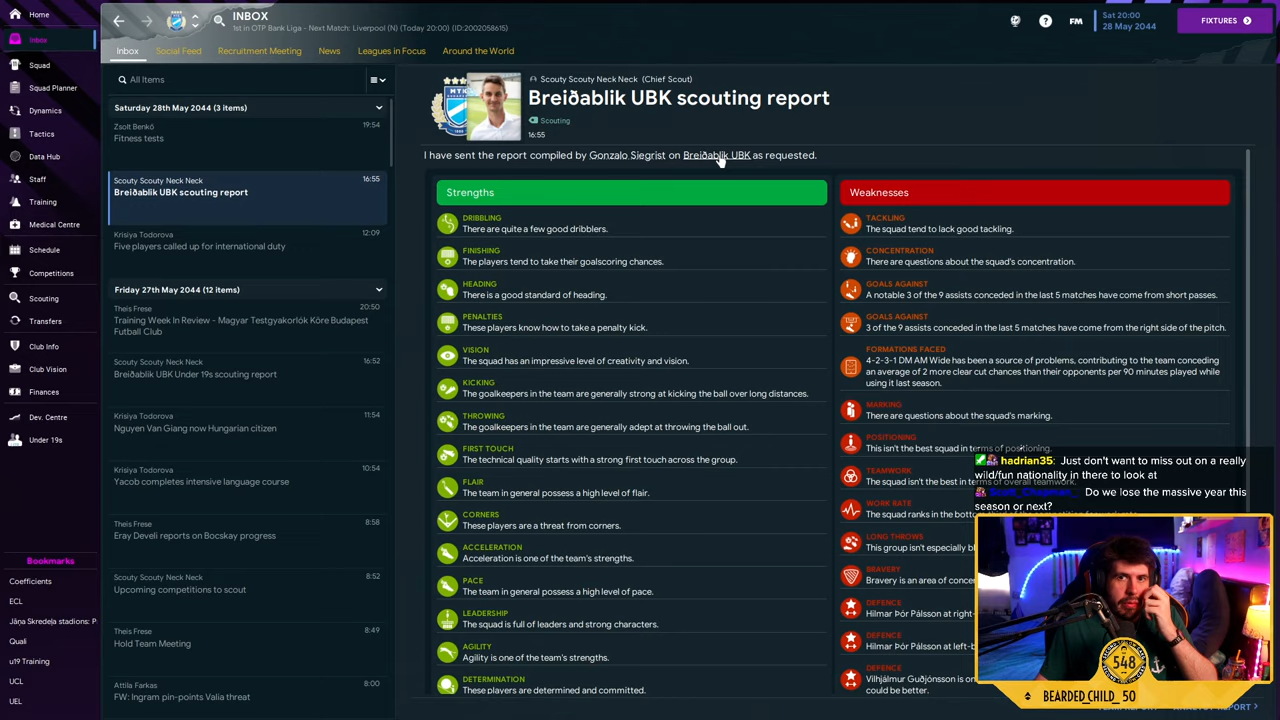 Home
Inbox
Squad
Squad Planner
Dynamics
Tactics
Data Hub
Staff
Training
Medical Centre
Schedule
Competitions
Scouting
Transfers
Club Info
Club Vision
Finances
Dev. Centre
Under 19s
Bookmarks
Coefficients
ECL
Jāņa Skredeļa stadions: P
Quali
u19 Training
UCL
UEL
INBOX
1st in OTP Bank Liga - Next Match: Liverpool (N) (Today 20:00) (ID:2002058615)
FM
Sat 20:00
28 May 2044
FIXTURES
Inbox
Social Feed
Recruitment Meeting
News
Leagues in Focus
Around the World
All Items
Saturday 28th May 2044 (3 items)
Zsolt Benkő 19:54
Fitness tests
Scouty Scouty Neck Neck 16:55
Breiðablik UBK scouting report
Krisiya Todorova 12:09
Five players called up for international duty
Friday 27th May 2044 (12 items)
Theis Frese 20:50
Training Week In Review - Magyar Testgyakorlók Köre Budapest
Futball Club
Scouty Scouty Neck Neck 16:52
Breiðablik UBK Under 19s scouting report
Krisiya Todorova 11:54
Nguyen Van Giang now Hungarian citizen
Krisiya Todorova 10:54
Yacob completes intensive language course
Theis Frese 8:58
Eray Develi reports on Bocskay progress
Scouty Scouty Neck Neck 8:52
Upcoming competitions to scout
Theis Frese 8:49
Hold Team Meeting
Attila Farkas 8:00
FW: Ingram pin-points Valia threat
MTK
Scouty Scouty Neck Neck (Chief Scout)
Breiðablik UBK scouting report
Scouting
16:55
I have sent the report compiled by Gonzalo Siegrist on Breiðablik UBK as requested.
Strengths
DRIBBLING
There are quite a few good dribblers.
FINISHING
The players tend to take their goalscoring chances.
HEADING
There is a good standard of heading.
PENALTIES
These players know how to take a penalty kick.
VISION
The squad has an impressive level of creativity and vision.
KICKING
The goalkeepers in the team are generally strong at kicking the ball over long distances.
THROWING
The goalkeepers in the team are generally adept at throwing the ball out.
FIRST TOUCH
The technical quality starts with a strong first touch across the group.
FLAIR
The team in general possess a high level of flair.
CORNERS
These players are a threat from corners.
ACCELERATION
Acceleration is one of the team's strengths.
PACE
The team in general possess a high level of pace.
LEADERSHIP
The squad is full of leaders and strong characters.
AGILITY
Agility is one of the team's strengths.
DETERMINATION
These players are determined and committed.
Weaknesses
TACKLING
The squad tend to lack good tackling.
CONCENTRATION
There are questions about the squad's concentration.
GOALS AGAINST
A notable 3 of the 9 assists conceded in the last 5 matches have come from short passes.
GOALS AGAINST
3 of the 9 assists conceded in the last 5 matches have come from the right side of the pitch.
FORMATIONS FACED
4-2-3-1 DM AM Wide has been a source of problems, contributing to the team conceding
an average of 2 more clear cut chances than their opponents per 90 minutes played while
using it last season.
MARKING
There are questions about the squad's marking.
POSITIONING
This isn't the best squad in terms of positioning.
TEAMWORK
The squad isn't the best in terms of overall teamwork.
WORK RATE
The squad ranks in the bottom
LONG THROWS
This group isn't especially bl
BRAVERY
Bravery is an area of conce
DEFENCE
Hilmar Þór Pálsson at right-
DEFENCE
Hilmar Þór Pálsson at left-b
DEFENCE
Vilhjálmur Guðjónsson is on
could be better.
hadrian35: Just don't want to miss out on a really
wild/fun nationality in there to look at
Do we lose the massive year this
season or next?
548
BEARDED_CHILD_50